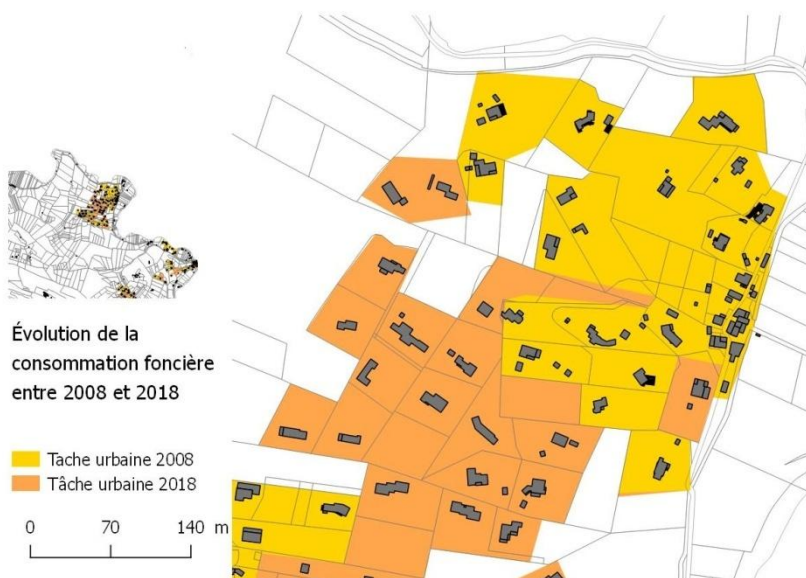 Évolution de la
consommation foncière
entre 2008 et 2018
Tache urbaine 2008
Tâche urbaine 2018
0 70 140 m